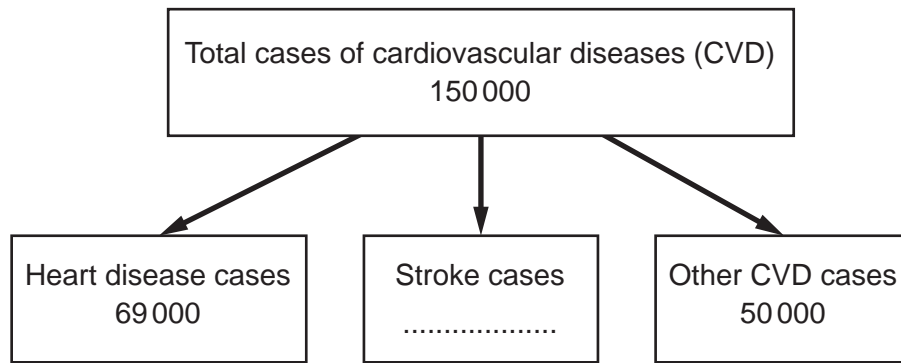 Total cases of cardiovascular diseases (CVD)
150 000
Heart disease cases
69 000
Stroke cases
...................
Other CVD cases
50 000